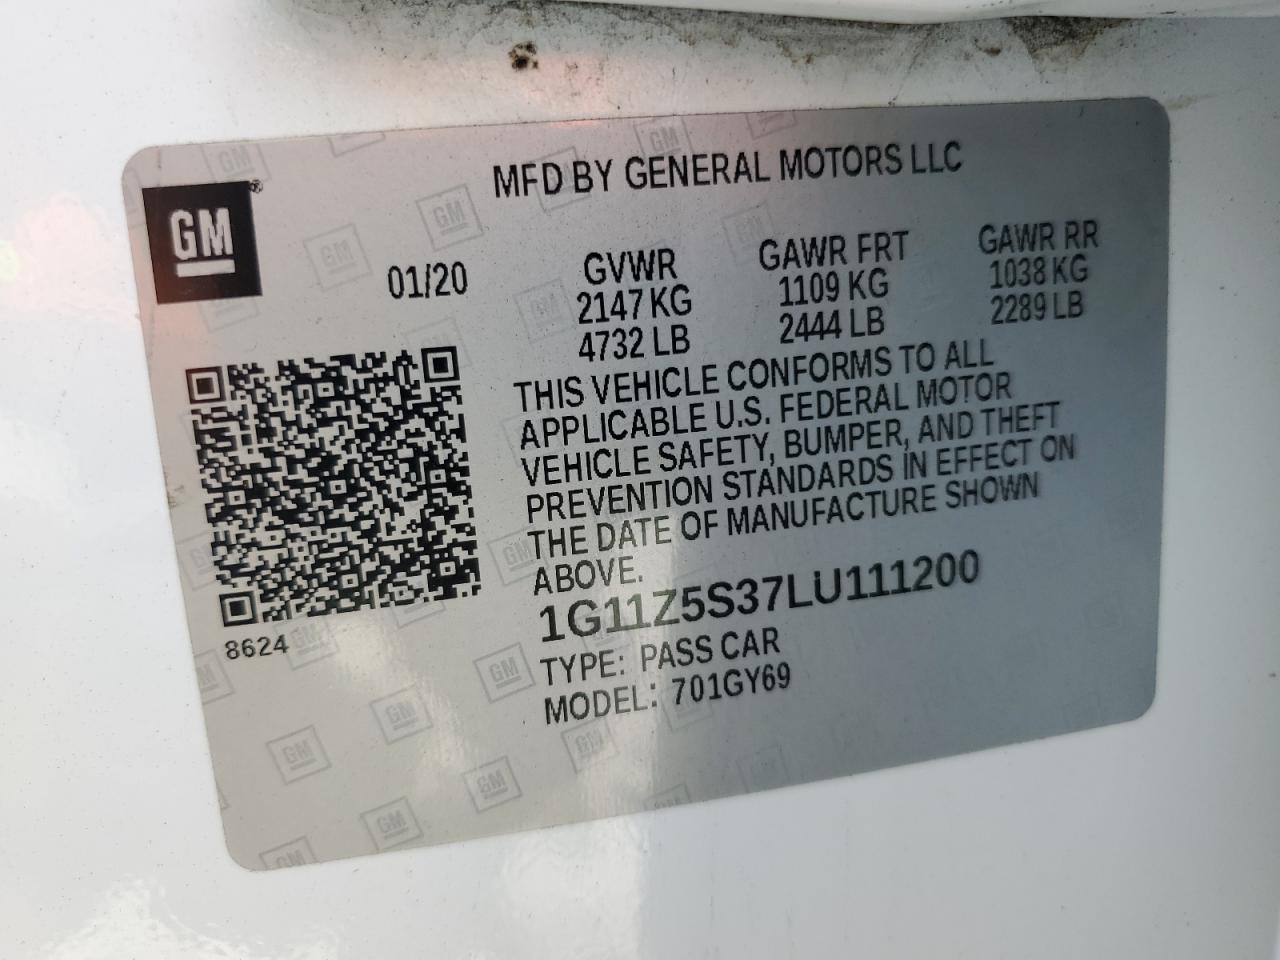 MFD BY GENERAL MOTORS LLC
GM
®
01/20
GVWR
2147 KG
4732 LB
GAWR FRT
1109 KG
2444 LB
GAWR RR
1038 KG
2289 LB
THIS VEHICLE CONFORMS TO ALL
APPLICABLE U.S. FEDERAL MOTOR
VEHICLE SAFETY, BUMPER, AND THEFT
PREVENTION STANDARDS IN EFFECT ON
THE DATE OF MANUFACTURE SHOWN
ABOVE.
1G11Z5S37LU111200
TYPE: PASS CAR
MODEL: 701GY69
8624